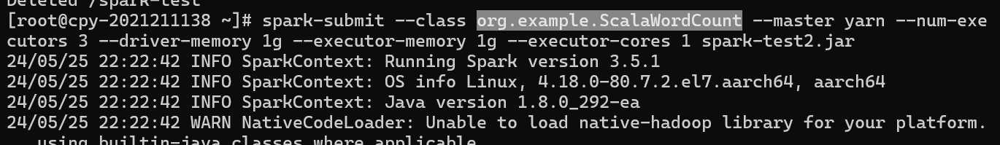 Deleted /spark-test
[root@cpy-2021211138 ~]# spark-submit --class org.example.ScalaWordCount --master yarn --num-exe
cutors 3 --driver-memory 1g --executor-memory 1g --executor-cores 1 spark-test2.jar
24/05/25 22:22:42 INFO SparkContext: Running Spark version 3.5.1
24/05/25 22:22:42 INFO SparkContext: OS info Linux, 4.18.0-80.7.2.el7.aarch64, aarch64
24/05/25 22:22:42 INFO SparkContext: Java version 1.8.0_292-ea
24/05/25 22:22:42 WARN NativeCodeLoader: Unable to load native-hadoop library for your platform.
using builtin-java classes where applicable